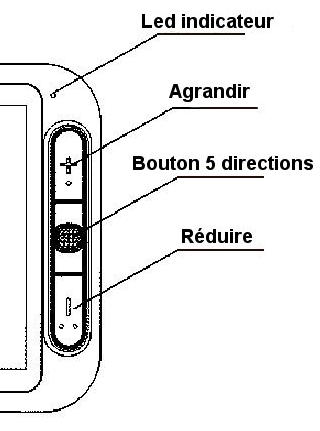 Led indicateur
Agrandir
Bouton 5 directions
Réduire